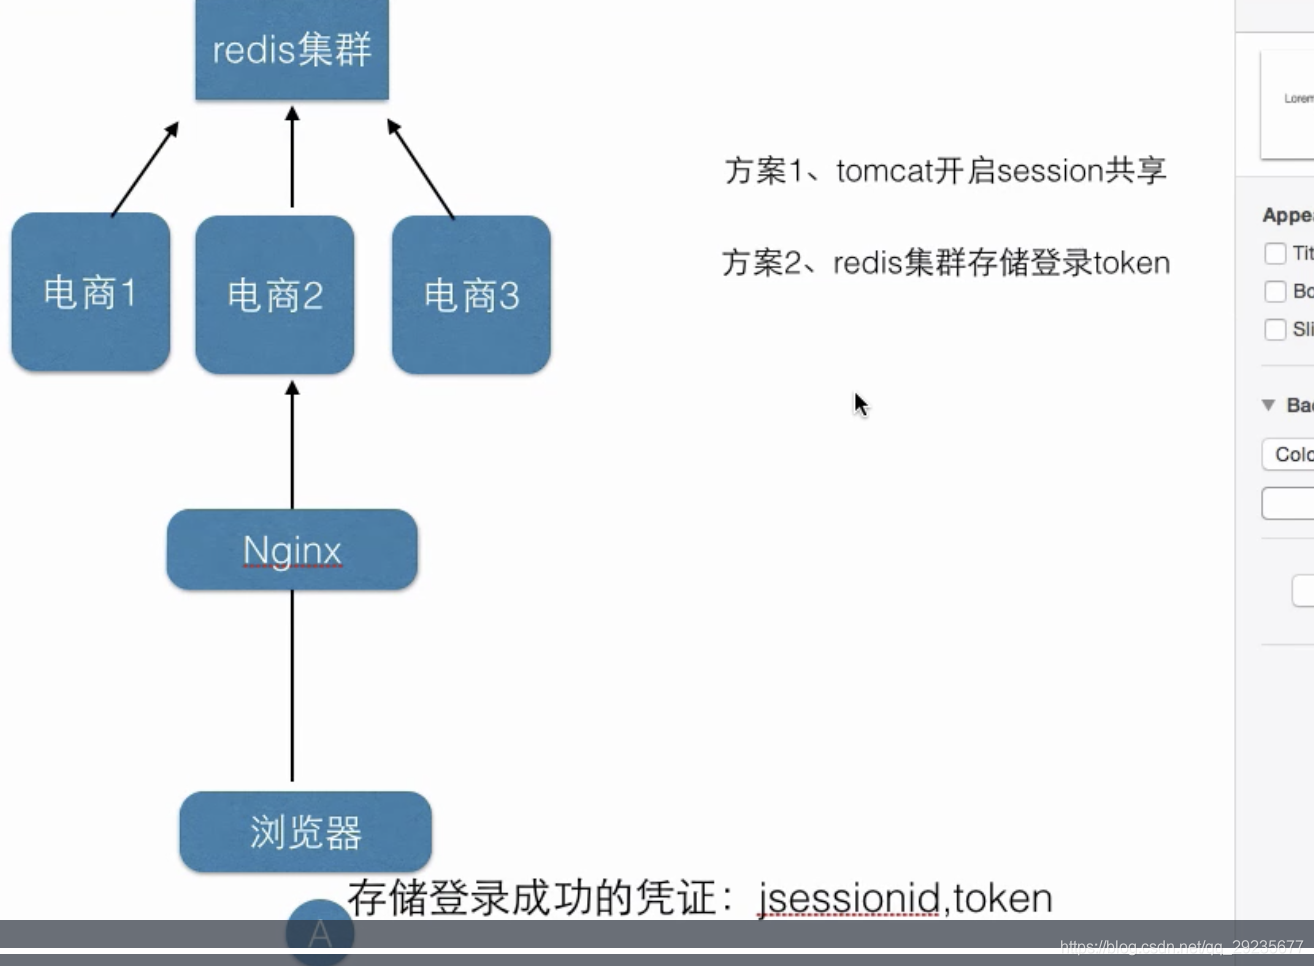 redis集群
方案1、tomcat开启session共享
方案2、redis集群存储登录token
电商1
电商2
电商3
Nginx
浏览器
存储登录成功的凭证：jsessionid,token
A
Lorem
Appe
Tit
Bo
Sli
Ba
Colo
https://blog.csdn.net/qq_29235677